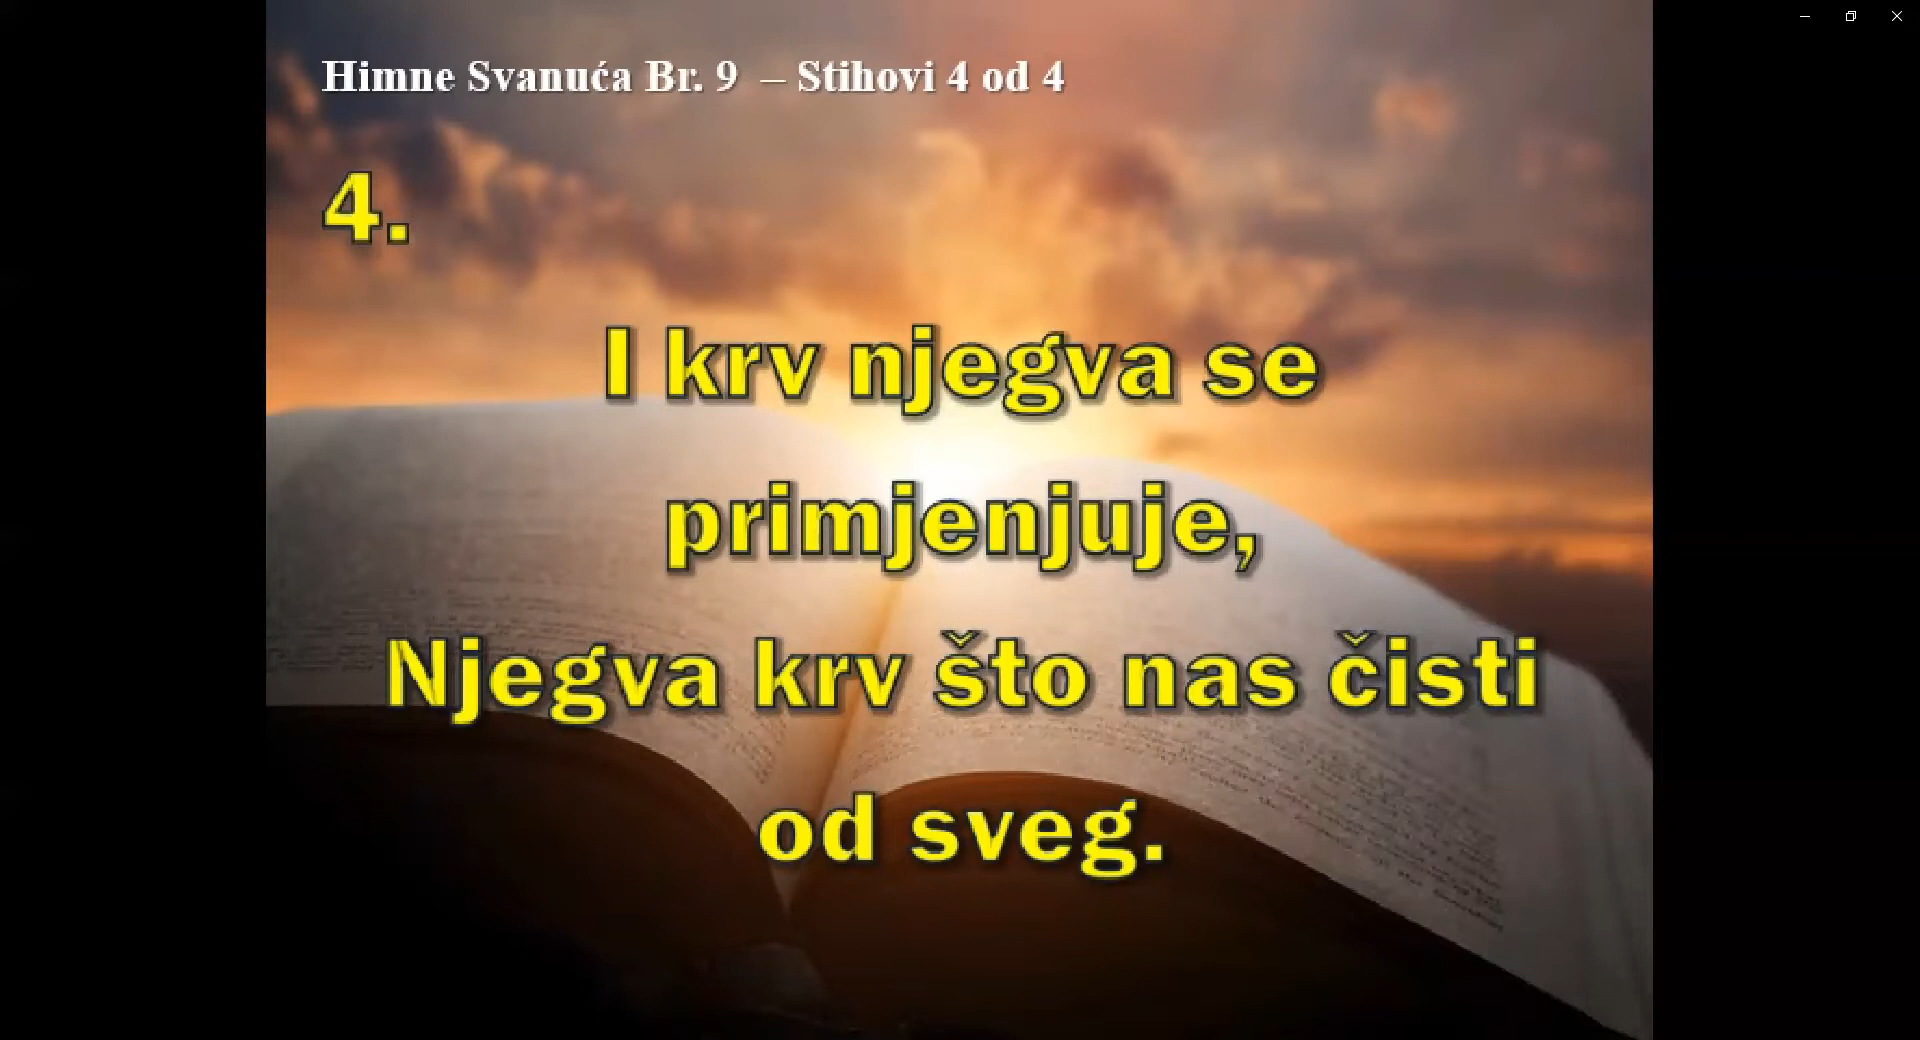 Himne Svanuća Br. 9 – Stihovi 4 od 4
4.
I krv njegva se
primjenjuje,
Njegva krv što nas čisti
od sveg.